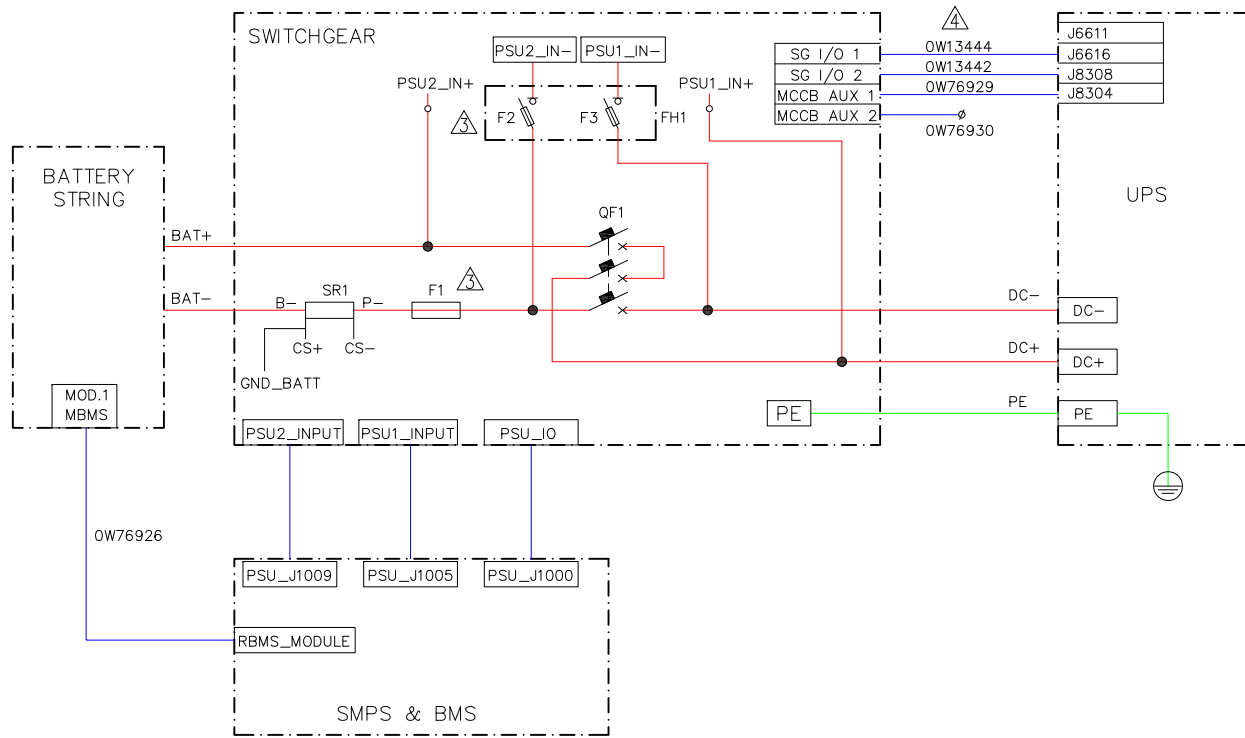 SWITCHGEAR
4
PSU2_IN-
PSU1_IN-
J6611
SG I/O 1
0W13444
J6616
SG I/O 2
0W13442
J8308
MCCB AUX 1
0W76929
J8304
MCCB AUX 2
0W76930
PSU2_IN+
PSU1_IN+
3
F2
F3
FH1
BATTERY
STRING
UPS
QF1
BAT+
BAT-
B-
SR1
P-
F1
3
CS+
CS-
GND_BATT
DC-
DC-
DC+
DC+
MOD.1
MBMS
PE
PE
PE
PSU2_INPUT
PSU1_INPUT
PSU_IO
0W76926
PSU_J1009
PSU_J1005
PSU_J1000
RBMS_MODULE
SMPS & BMS